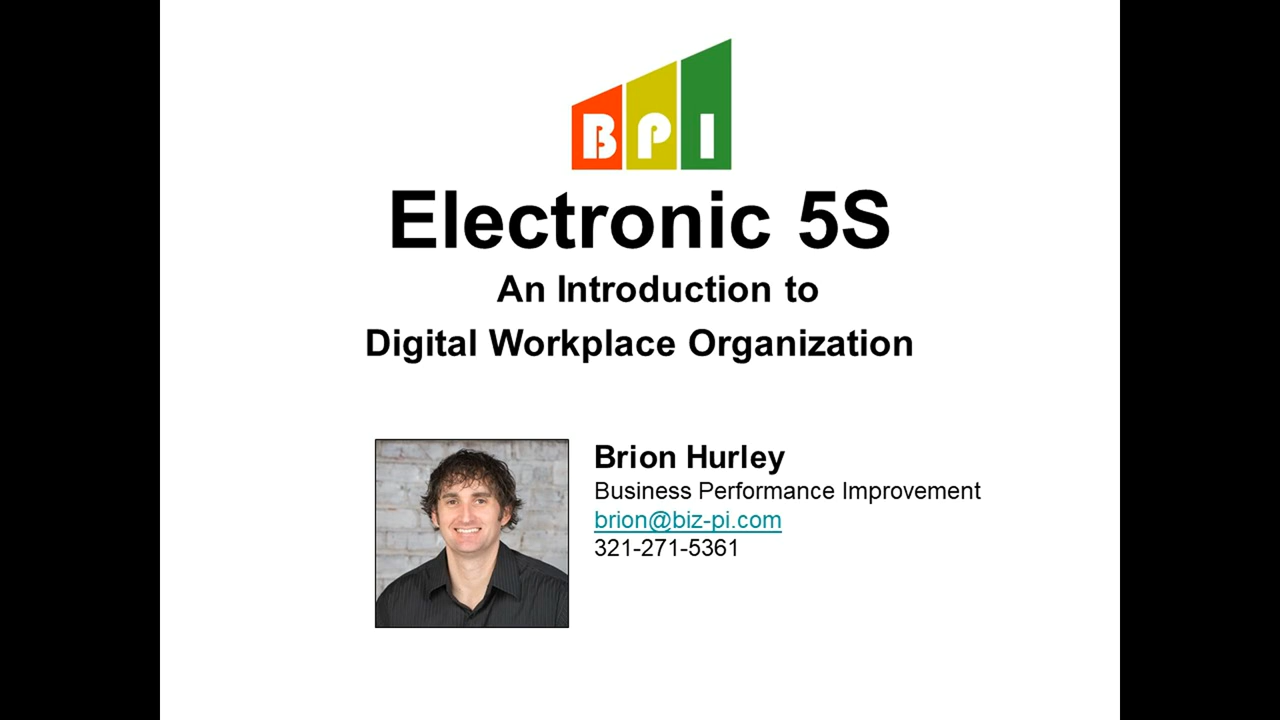 BPI
Electronic 5S
An Introduction to
Digital Workplace Organization
Brion Hurley
Business Performance Improvement
brion@biz-pi.com
321-271-5361